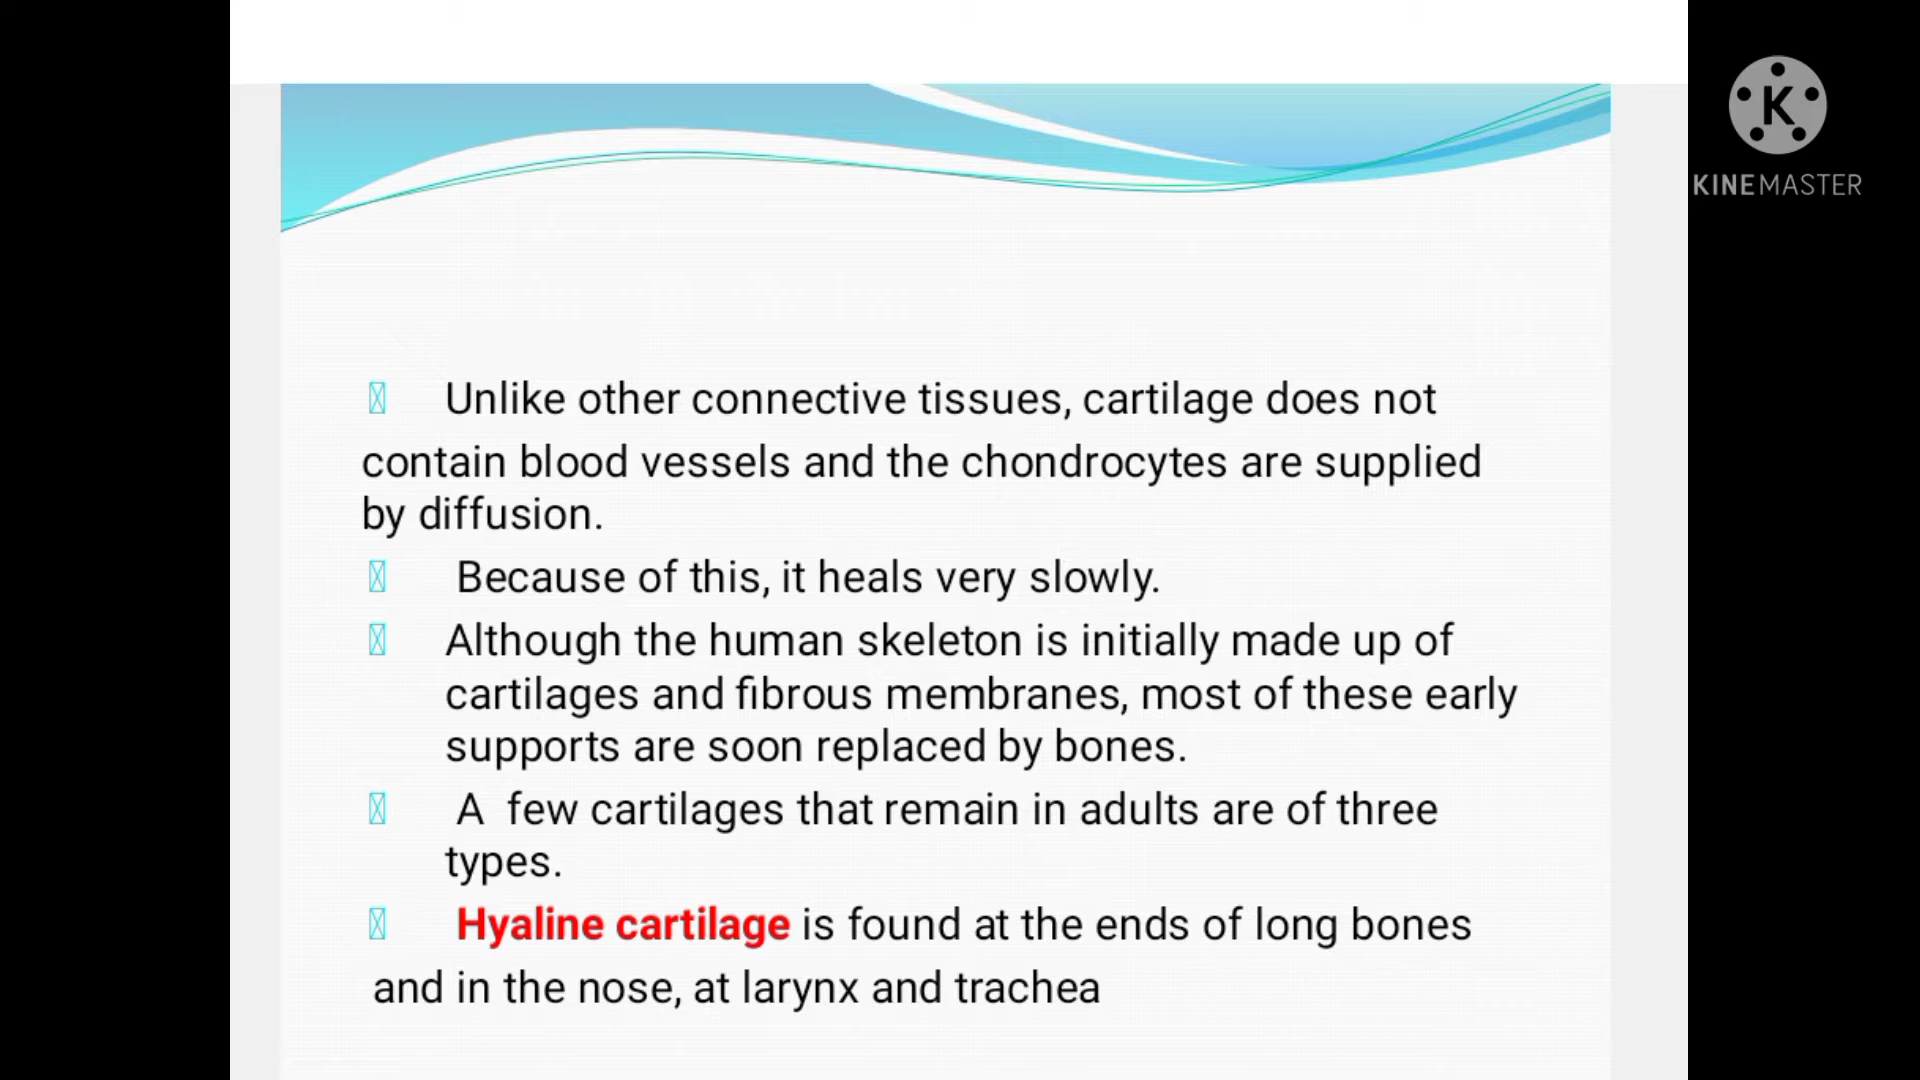 K
KINEMASTER
Unlike other connective tissues, cartilage does not
contain blood vessels and the chondrocytes are supplied
by diffusion.
Because of this, it heals very slowly.
Although the human skeleton is initially made up of
cartilages and fibrous membranes, most of these early
supports are soon replaced by bones.
A few cartilages that remain in adults are of three
types.
Hyaline cartilage is found at the ends of long bones
and in the nose, at larynx and trachea